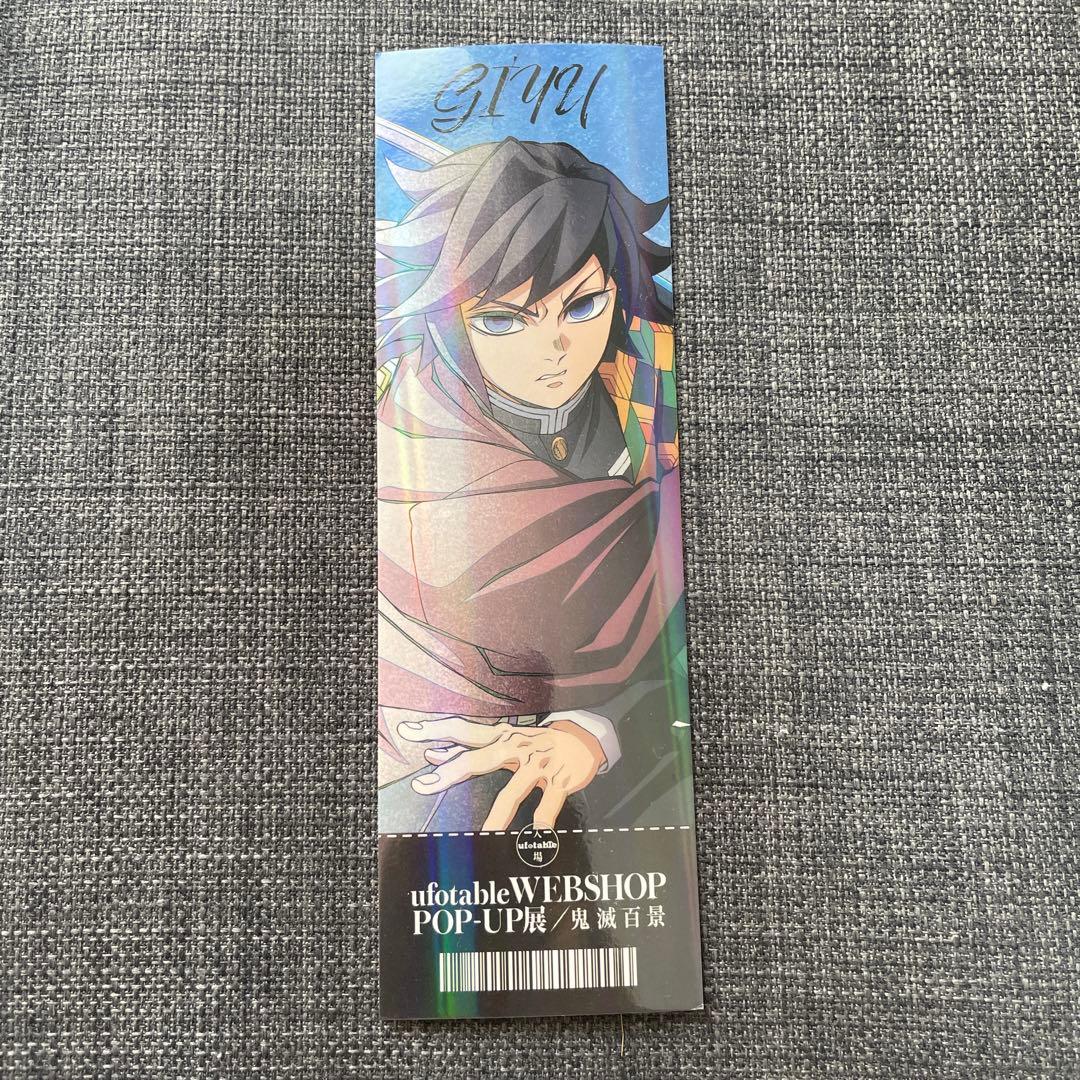 GIYU
入
ufotable
場
ufotableWEBSHOP
POP-UP展/鬼滅百景